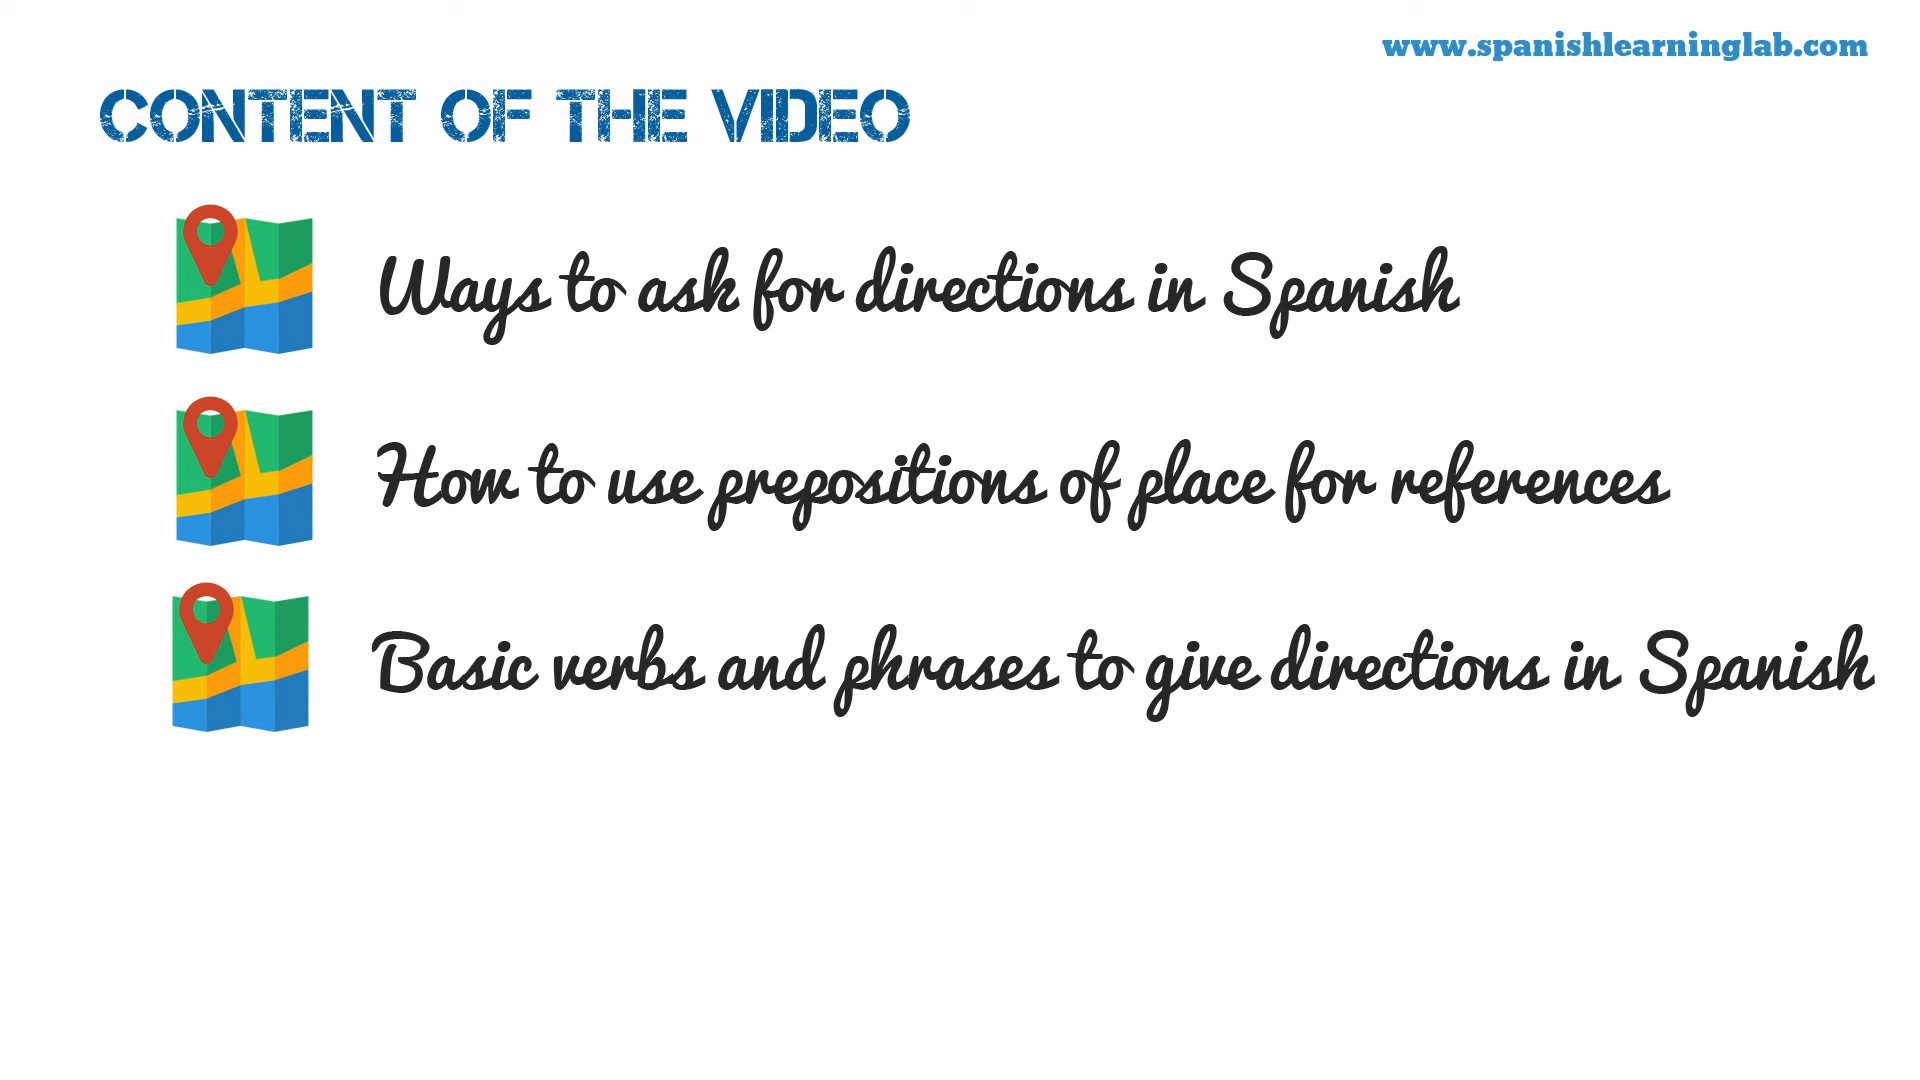 www.spanishlearninglab.com
CONTENT OF THE VIDEO
Ways to ask for directions in Spanish
How to use prepositions of place for references
Basic verbs and phrases to give directions in Spanish